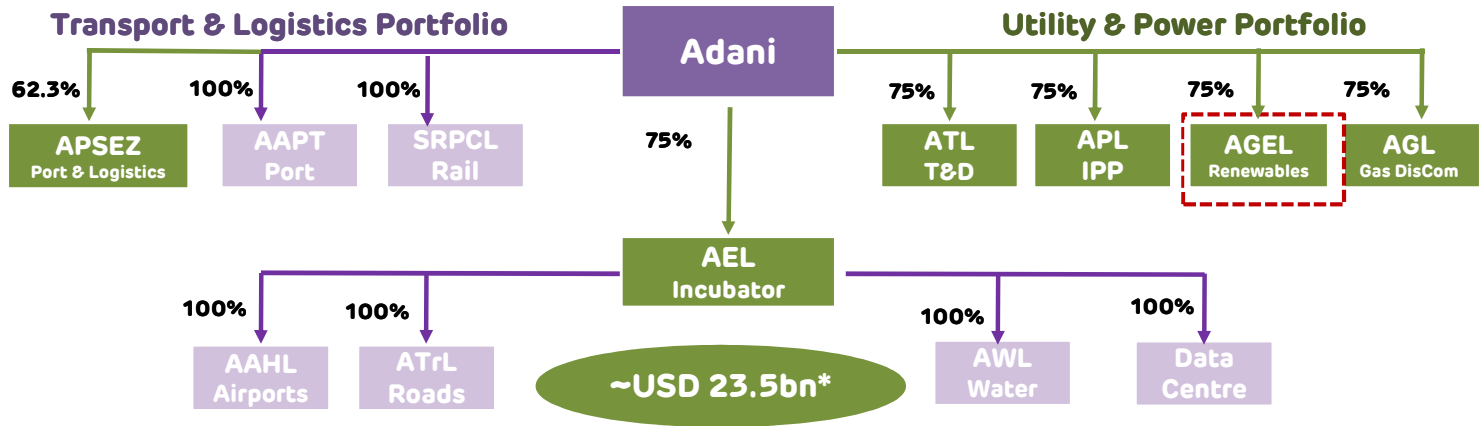 Transport & Logistics Portfolio
Adani
Utility & Power Portfolio
62.3%
100%
100%
75%
75%
75%
75%
75%
APSEZ
Port & Logistics
AAPT
Port
SRPCL
Rail
ATL
T&D
APL
IPP
AGEL
Renewables
AGL
Gas DisCom
AEL
Incubator
100%
100%
100%
100%
AAHL
Airports
ATrL
Roads
~USD 23.5bn*
AWL
Water
Data
Centre